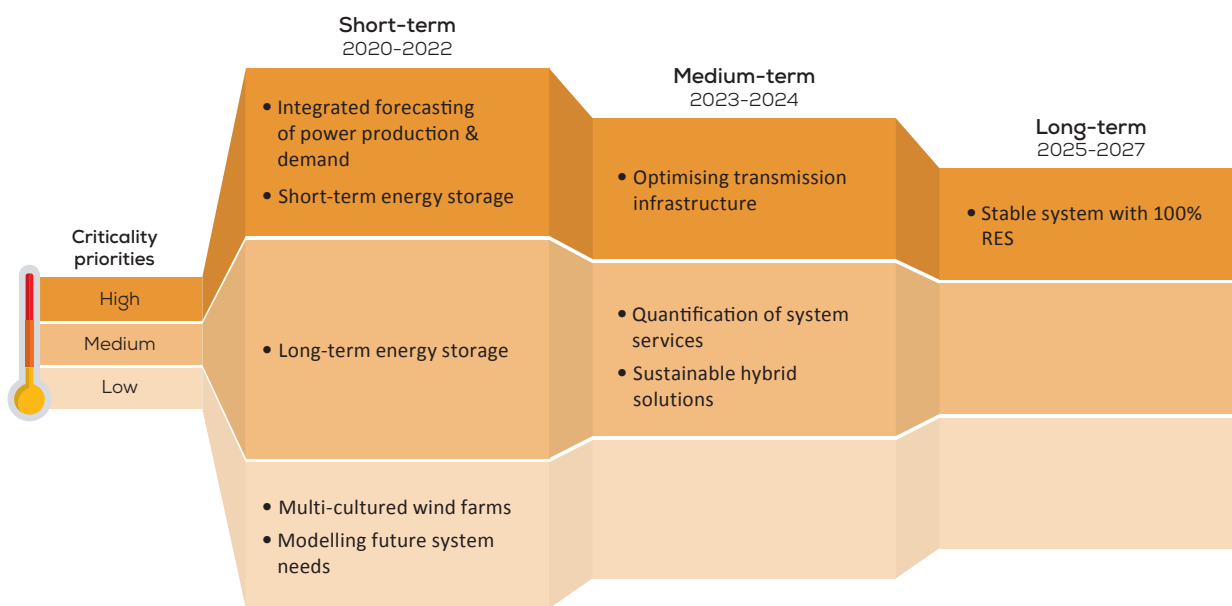 Short-term
2020-2022
Medium-term
2023-2024
Long-term
2025-2027
Criticality
priorities
High
Medium
Low
• Integrated forecasting
of power production &
demand
• Short-term energy storage
• Optimising transmission
infrastructure
• Stable system with 100%
RES
• Long-term energy storage
• Quantification of system
services
• Sustainable hybrid
solutions
• Multi-cultured wind farms
• Modelling future system
needs